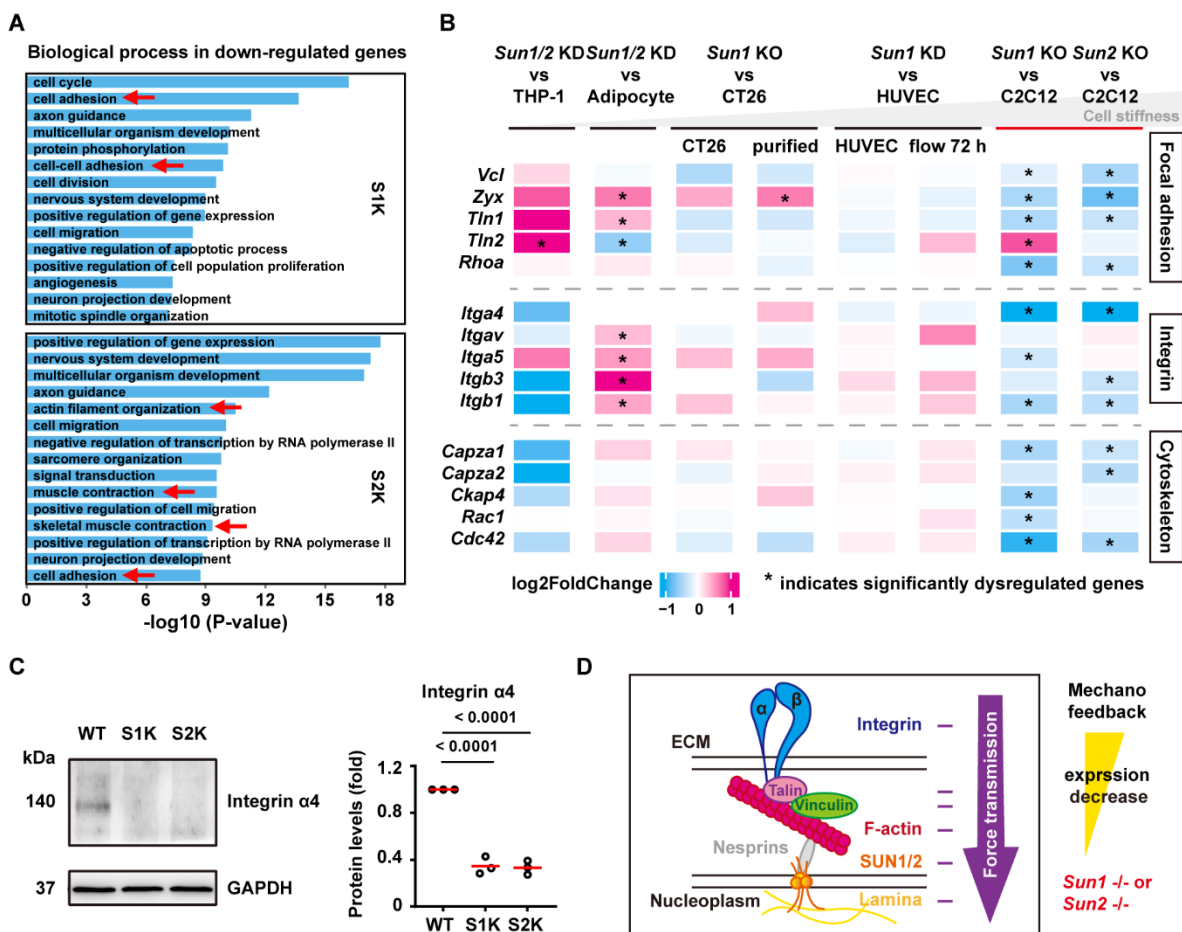 A
Biological process in down-regulated genes
cell cycle
cell adhesion
axon guidance
multicellular organism development
protein phosphorylation
cell-cell adhesion
cell division
nervous system development
positive regulation of gene expression
cell migration
negative regulation of apoptotic process
positive regulation of cell population proliferation
angiogenesis
neuron projection development
mitotic spindle organization
S1K
positive regulation of gene expression
nervous system development
multicellular organism development
axon guidance
actin filament organization
cell migration
negative regulation of transcription by RNA polymerase II
sarcomere organization
signal transduction
muscle contraction
positive regulation of cell migration
skeletal muscle contraction
positive regulation of transcription by RNA polymerase II
neuron projection development
cell adhesion
S2K
0 3 6 9 12 15 18
-log10 (P-value)
B
Sun1/2 KD Sun1/2 KD Sun1 KO Sun1 KD Sun1 KO Sun2 KO
vs vs vs vs vs vs
THP-1 Adipocyte CT26 HUVEC C2C12 C2C12
Cell stiffness
CT26 purified HUVEC flow 72 h
Vcl * *
Zyx * * * *
Tln1 * * *
Tln2 * * *
Rhoa * *
Focal adhesion
Itga4 * *
Itgav *
Itga5 * *
Itgb3 * *
Itgb1 * * *
Integrin
Capza1 * *
Capza2 *
Ckap4 *
Rac1 *
Cdc42 * *
Cytoskeleton
log2FoldChange
−1 0 1
* indicates significantly dysregulated genes
C
WT S1K S2K
kDa
140
Integrin α4
37
GAPDH
Integrin α4
< 0.0001
< 0.0001
Protein levels (fold)
1.2
0.8
0.4
0
WT S1K S2K
D
α β
ECM
Talin
Vinculin
Nesprins
Nucleoplasm
Integrin
F-actin
SUN1/2
Lamina
Force transmission
Mechano
feedback
exprssion
decrease
Sun1 -/- or
Sun2 -/-